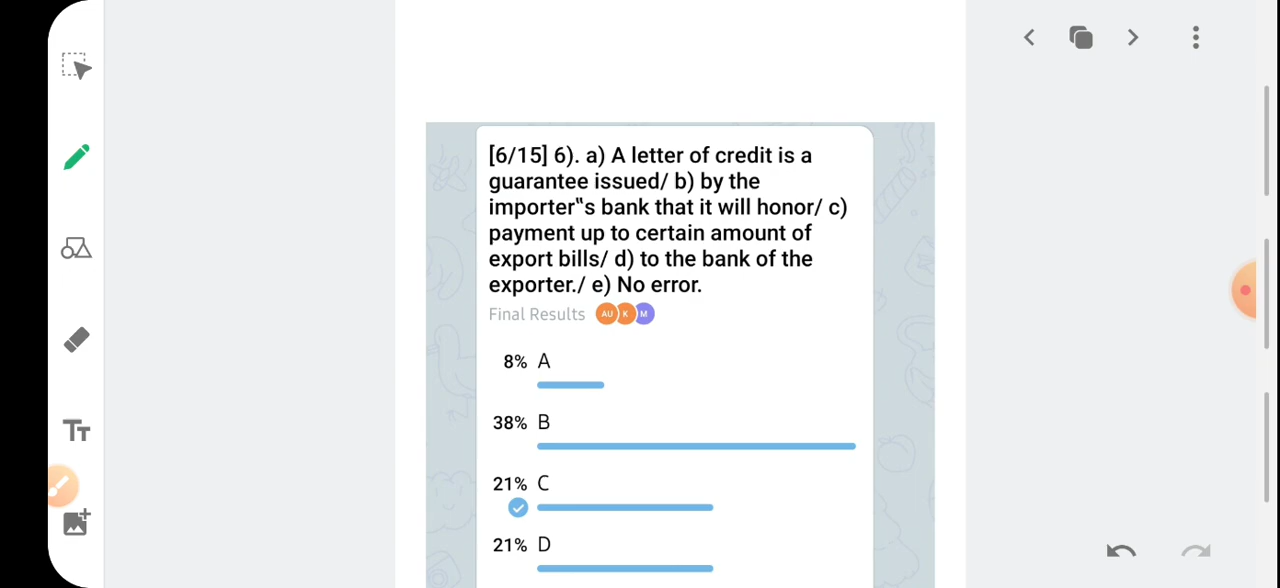 [6/15] 6). a) A letter of credit is a
guarantee issued/ b) by the
importer‟s bank that it will honor/ c)
payment up to certain amount of
export bills/ d) to the bank of the
exporter./ e) No error.
Final Results AU K M
8% A
38% B
21% C
21% D
TT